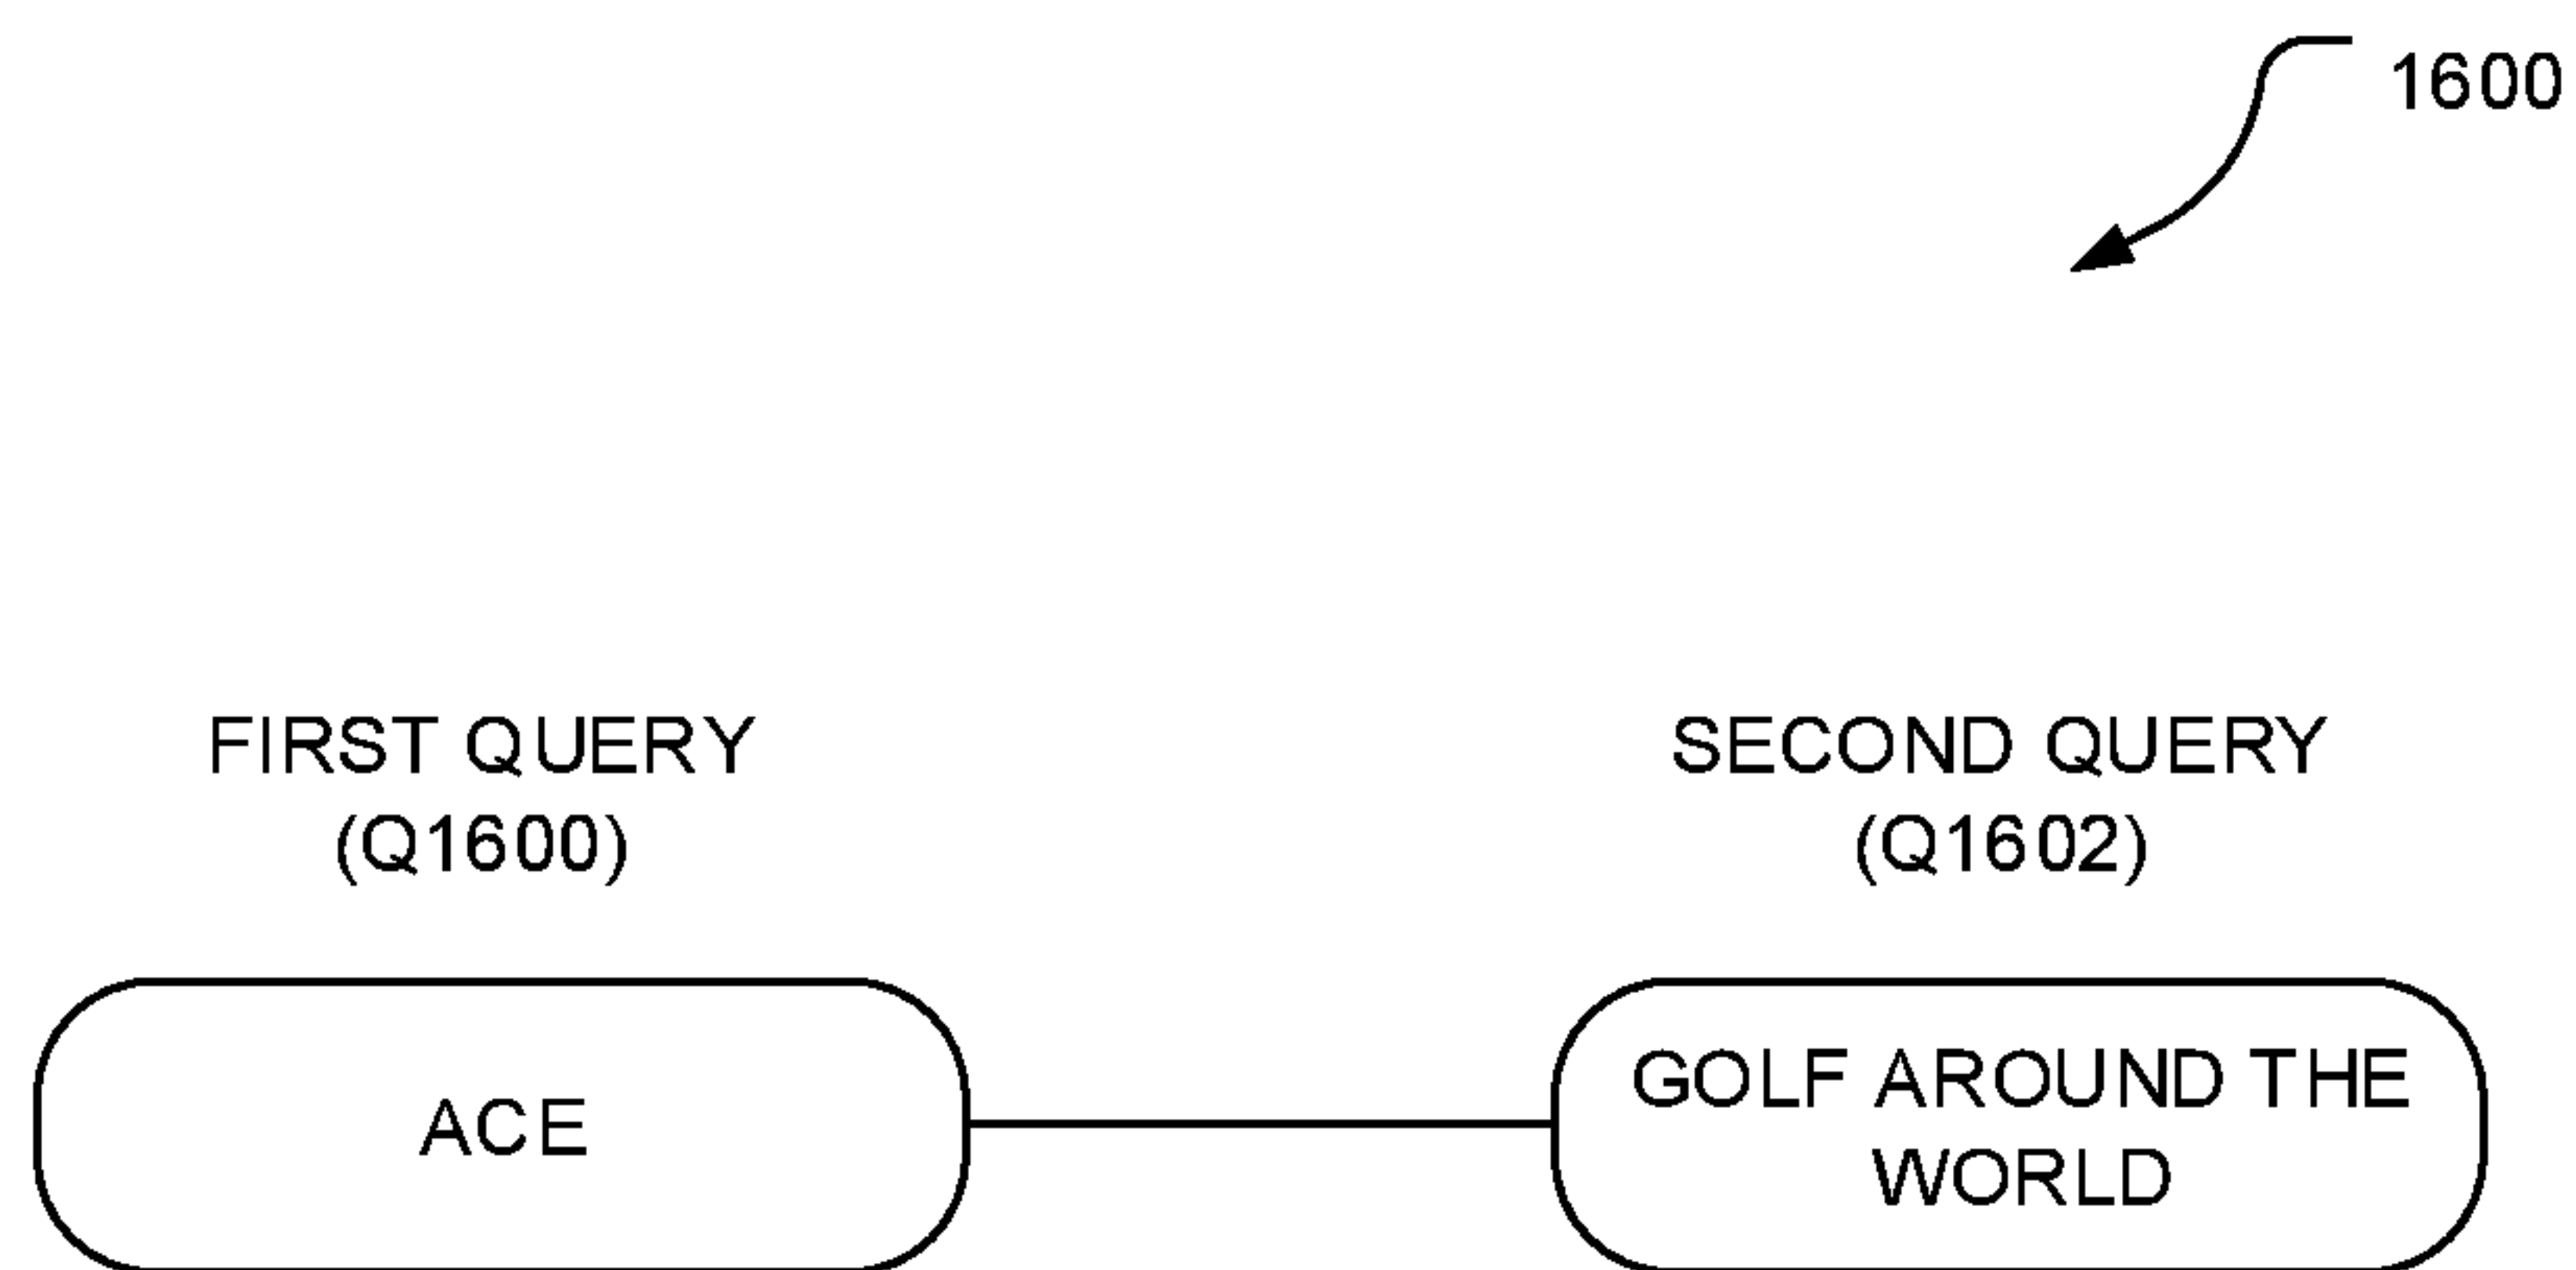 1600
FIRST QUERY
(Q1600)
SECOND QUERY
(Q1602)
ACE
GOLF AROUND THE
WORLD